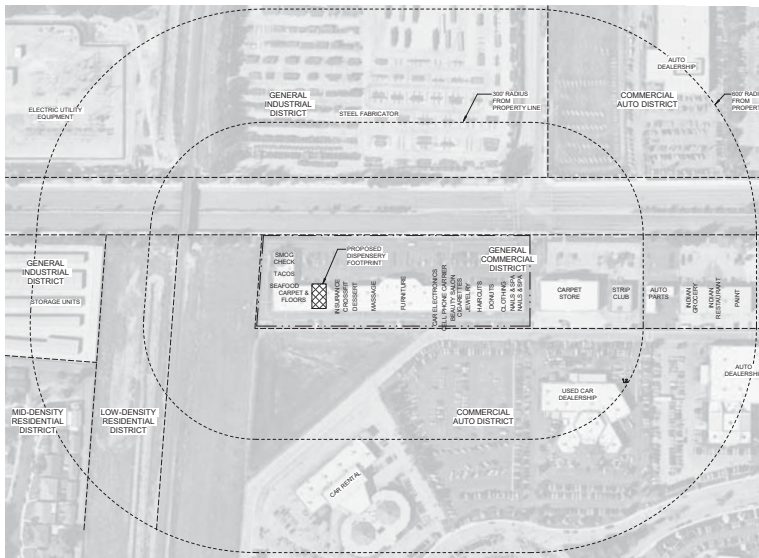 AUTO
DEALERSHIP
GENERAL
INDUSTRIAL
DISTRICT
COMMERCIAL
AUTO DISTRICT
300' RADIUS
FROM
PROPERTY LINE
600' RADI
FROM
PROPERT
ELECTRIC UTILITY
EQUIPMENT
STEEL FABRICATOR
GENERAL
INDUSTRIAL
DISTRICT
STORAGE UNITS
SMOG
CHECK
TACOS
SEAFOOD
CARPET &
FLOORS
PROPOSED
DISPENSERY
FOOTPRINT
INSURANCE
CROSSFIT
DESSERT
MASSAGE
FURNITURE
GENERAL
COMMERCIAL
DISTRICT
CAR ELECTRONICS
CELL PHONE CARRIER
BEAUTY SALON
CIGARETTES
JEWELRY
HAIRCUTS
DONUTS
CLOTHING
NAILS & SPA
NAILS & SPA
CARPET
STORE
STRIP
CLUB
AUTO
PARTS
INDIAN
GROCERY
INDIAN
RESTAURANT
PAINT
MID-DENSITY
RESIDENTIAL
DISTRICT
LOW-DENSITY
RESIDENTIAL
DISTRICT
COMMERCIAL
AUTO DISTRICT
USED CAR
DEALERSHIP
AUTO
DEALERSHI
CAR RENTAL